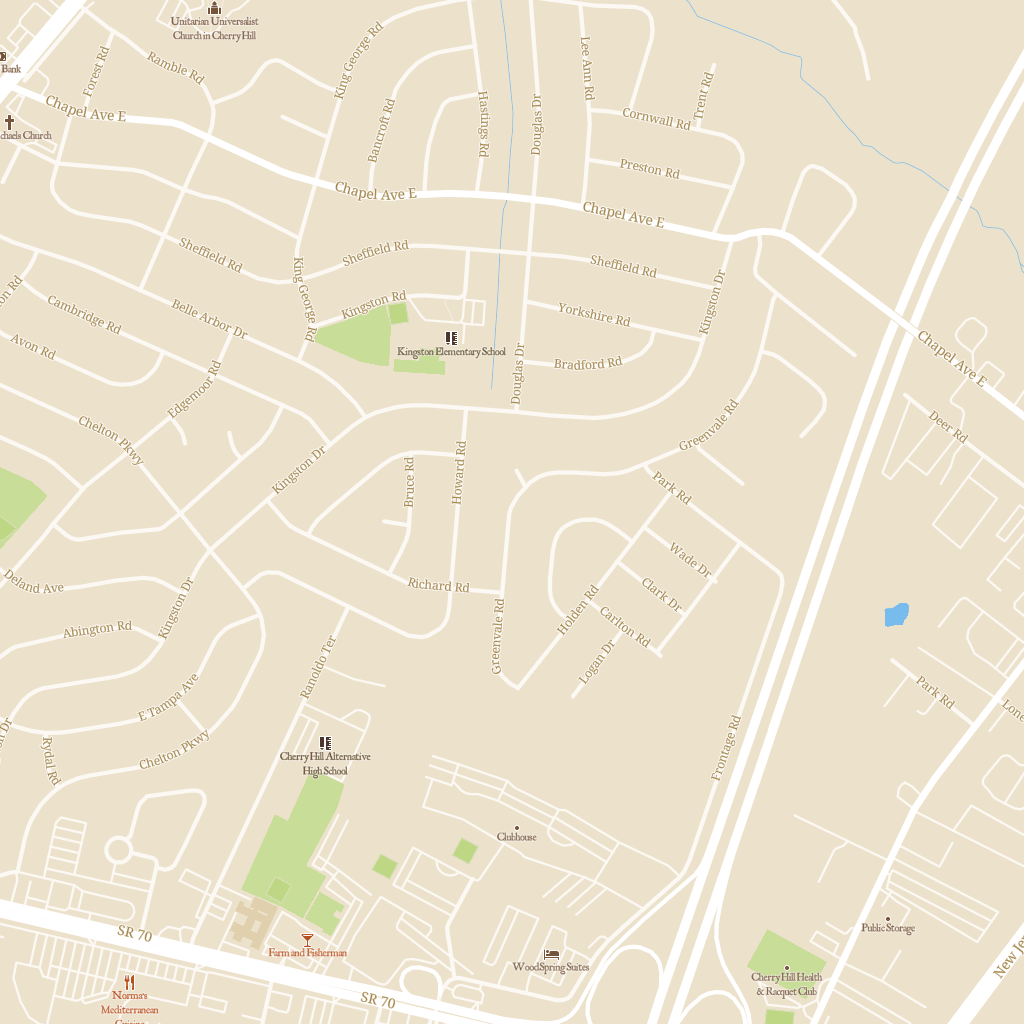 Unitarian Universalist
Church in Cherry Hill
Bank
Forest Rd
Ramble Rd
King George Rd
Lee Ann Rd
Trent Rd
Chapel Ave E
Bancroft Rd
Hastings Rd
Douglas Dr
Cornwall Rd
chaels Church
Preston Rd
Chapel Ave E
Chapel Ave E
Sheffield Rd
Sheffield Rd
Sheffield Rd
on Rd
Cambridge Rd
Belle Arbor Dr
King George Rd
Kingston Rd
Yorkshire Rd
Kingston Dr
Avon Rd
Kingston Elementary School
Douglas Dr
Bradford Rd
Chapel Ave E
Edgemoor Rd
Chelton Pkwy
Greenvale Rd
Deer Rd
Kingston Dr
Bruce Rd
Howard Rd
Park Rd
Wade Dr
Deland Ave
Kingston Dr
Richard Rd
Clark Dr
Abington Rd
Greenvale Rd
Holden Rd
Carlton Rd
Ranoldo Ter
Logan Dr
E Tampa Ave
Park Rd
Chelton Pkwy
Rydal Rd
Cherry Hill Alternative
High School
Frontage Rd
Clubhouse
SR 70
Farm and Fisherman
WoodSpring Suites
Public Storage
Cherry Hill Health
& Racquet Club
New Jer
Norma's
Mediterranean
Cuisine
SR 70